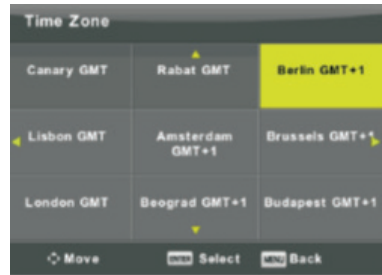 Time Zone
Canary GMT
Rabat GMT
Berlin GMT+1
Lisbon GMT
Amsterdam
GMT+1
Brussels GMT+1
London GMT
Beograd GMT+1
Budapest GMT+1
Move
ENTER Select
MENU Back